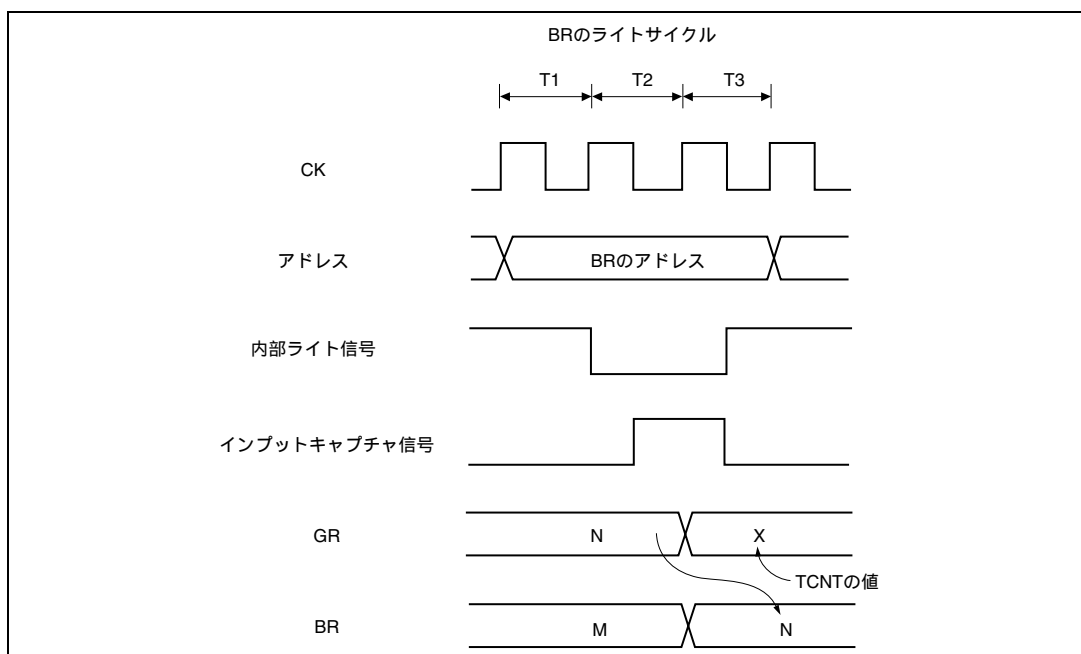 BRのライトサイクル
T1 T2 T3
CK
アドレス BRのアドレス
内部ライト信号
インプットキャプチャ信号
GR N X
TCNTの値
BR M N